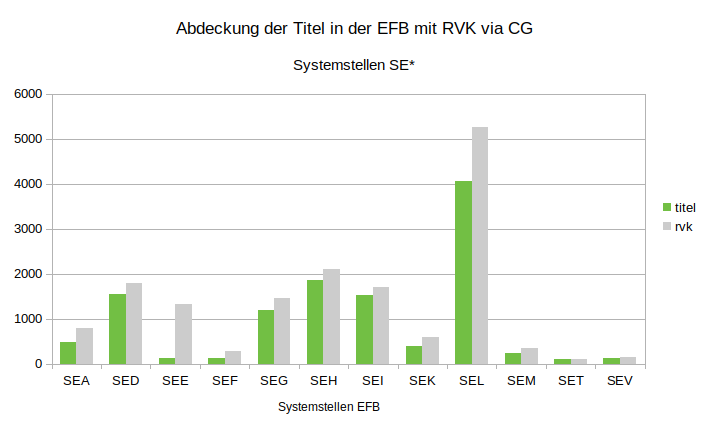 Abdeckung der Titel in der EFB mit RVK via CG
Systemstellen SE*
6000
5000
4000
3000
2000
1000
0
titel
rvk
SEA SED SEE SEF SEG SEH SEI SEK SEL SEM SET SEV
Systemstellen EFB